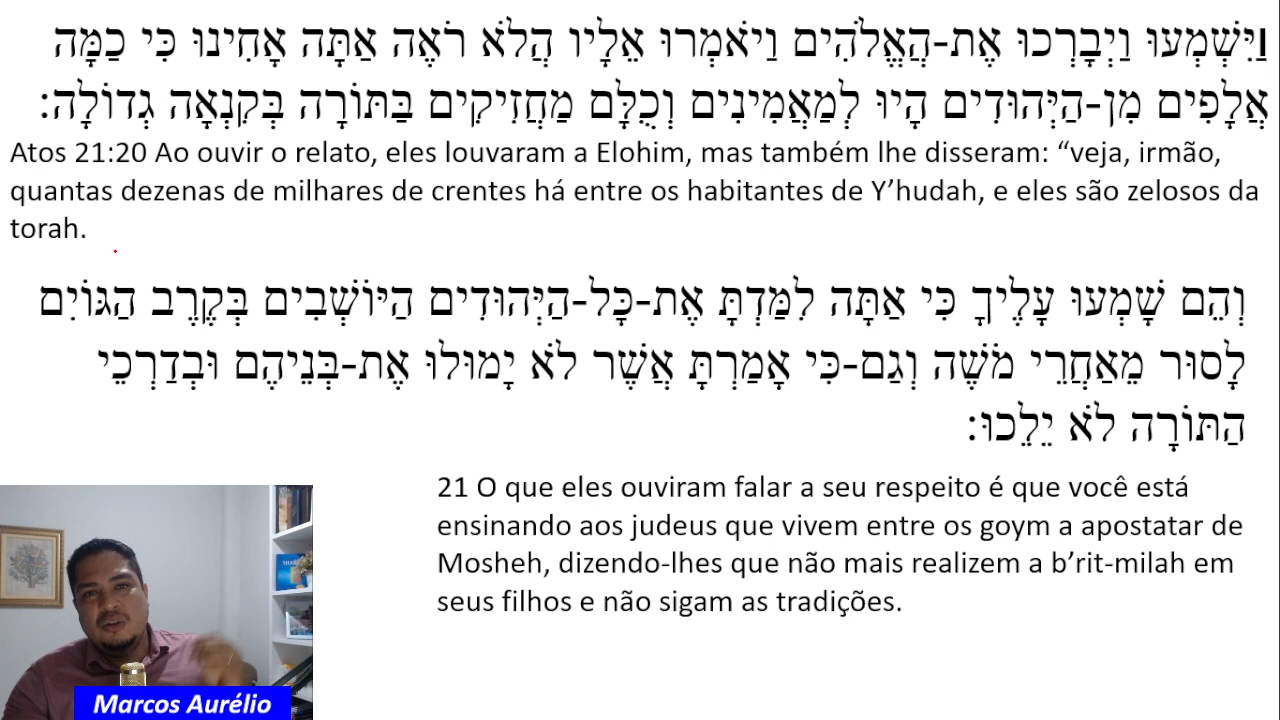 וַיִּשְׁמְעוּ וַיְבָרְכוּ אֶת-הָאֱלֹהִים וַיֹּאמְרוּ אֵלָיו הֲלֹא רֹאֶה אַתָּה אָחִינוּ כִּי כַמָּה
אֲלָפִים מִן-הַיְּהוּדִים הָיוּ לְמַאֲמִינִים וְכֻלָּם מַחֲזִיקִים בַּתּוֹרָה בְּקִנְאָה גְדוֹלָה׃
Atos 21:20 Ao ouvir o relato, eles louvaram a Elohim, mas também lhe disseram: “veja, irmão,
quantas dezenas de milhares de crentes há entre os habitantes de Y’hudah, e eles são zelosos da
torah.
וְהֵם שָׁמְעוּ עָלֶיךָ כִּי אַתָּה לִמַּדְתָּ אֶת-כָּל-הַיְּהוּדִים הַיּוֹשְׁבִים בְּקֶרֶב הַגּוֹיִם
לָסוּר מֵאַחֲרֵי מֹשֶׁה וְגַם-כִּי אָמַרְתָּ אֲשֶׁר לֹא יָמוּלוּ אֶת-בְּנֵיהֶם וּבְדַרְכֵי
הַתּוֹרָה לֹא יֵלֵכוּ׃
21 O que eles ouviram falar a seu respeito é que você está
ensinando aos judeus que vivem entre os goym a apostatar de
Mosheh, dizendo-lhes que não mais realizem a b’rit-milah em
seus filhos e não sigam as tradições.
Marcos Aurélio